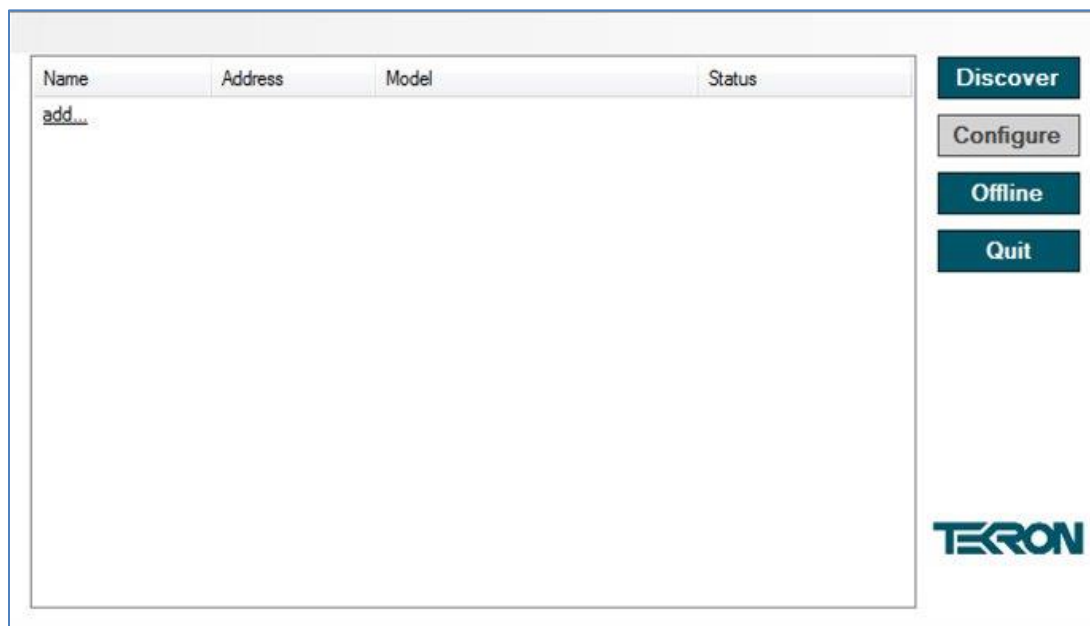 Name Address Model Status
add...
Discover
Configure
Offline
Quit
TEKRON